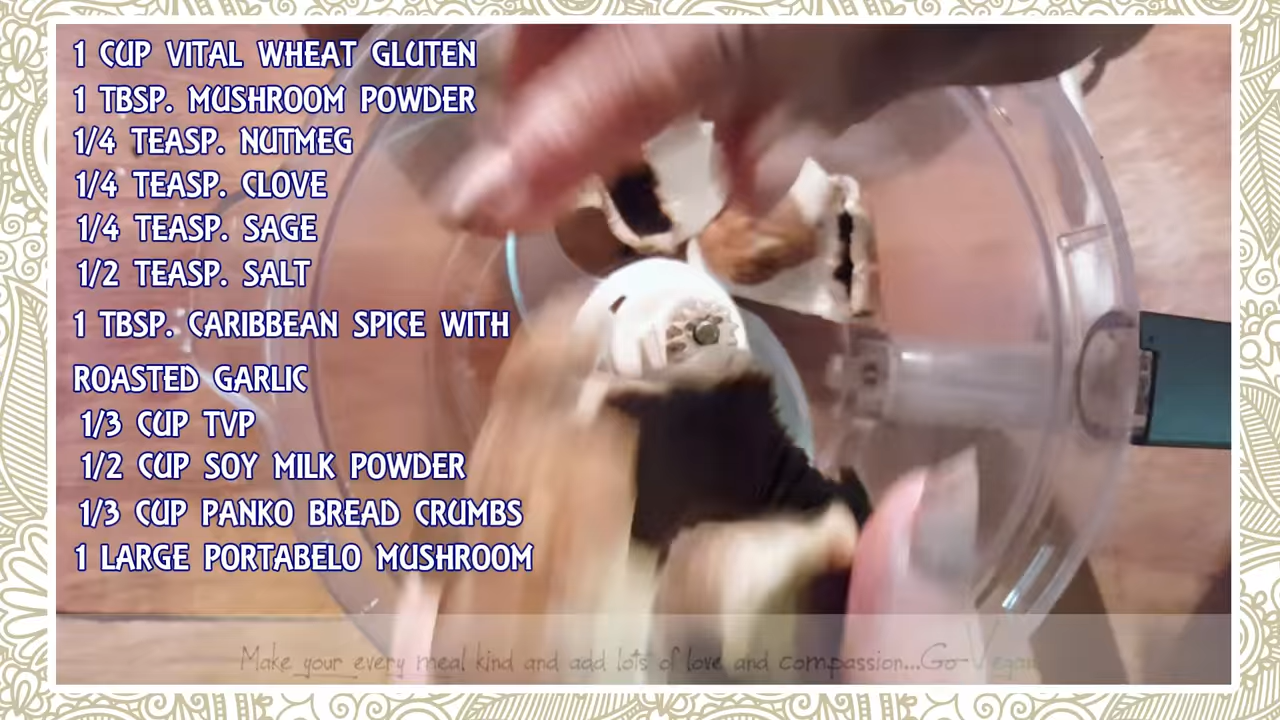 1 CUP VITAL WHEAT GLUTEN
1 TBSP. MUSHROOM POWDER
1/4 TEASP. NUTMEG
1/4 TEASP. CLOVE
1/4 TEASP. SAGE
1/2 TEASP. SALT
1 TBSP. CARIBBEAN SPICE WITH
ROASTED GARLIC
1/3 CUP TVP
1/2 CUP SOY MILK POWDER
1/3 CUP PANKO BREAD CRUMBS
1 LARGE PORTABELO MUSHROOM
Make your every meal kind and add lots of love and compassion...Go Vegan